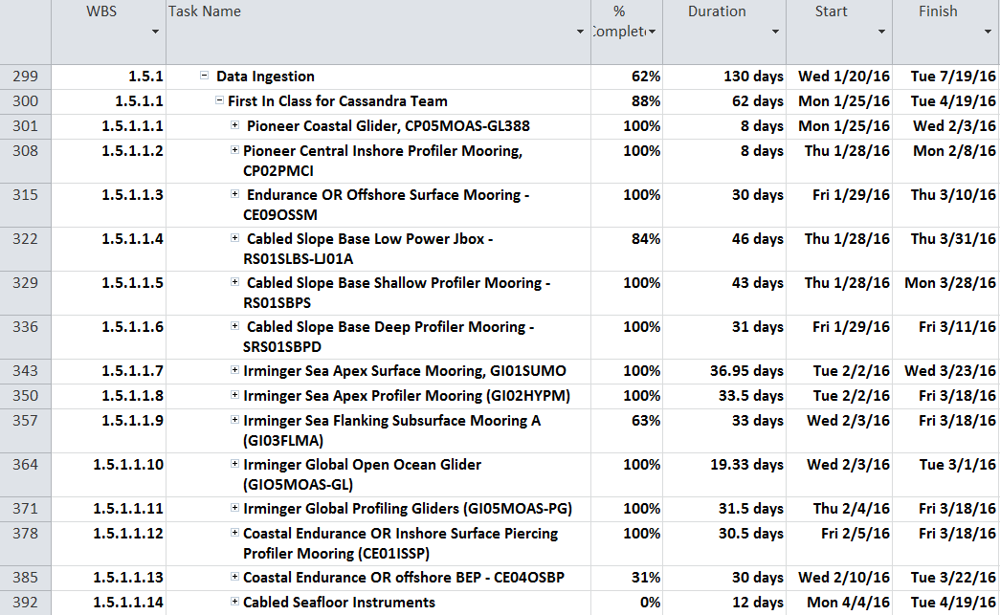 WBS Task Name % Complete Duration Start Finish
299 1.5.1 Data Ingestion 62% 130 days Wed 1/20/16 Tue 7/19/16
300 1.5.1.1 First In Class for Cassandra Team 88% 62 days Mon 1/25/16 Tue 4/19/16
301 1.5.1.1.1 Pioneer Coastal Glider, CP05MOAS-GL388 100% 8 days Mon 1/25/16 Wed 2/3/16
308 1.5.1.1.2 Pioneer Central Inshore Profiler Mooring, 100% 8 days Thu 1/28/16 Mon 2/8/16
CP02PMCI
315 1.5.1.1.3 Endurance OR Offshore Surface Mooring - 100% 30 days Fri 1/29/16 Thu 3/10/16
CE09OSSM
322 1.5.1.1.4 Cabled Slope Base Low Power Jbox - 84% 46 days Thu 1/28/16 Thu 3/31/16
RS01SLBS-LJ01A
329 1.5.1.1.5 Cabled Slope Base Shallow Profiler Mooring - 100% 43 days Thu 1/28/16 Mon 3/28/16
RS01SBPS
336 1.5.1.1.6 Cabled Slope Base Deep Profiler Mooring - 100% 31 days Fri 1/29/16 Fri 3/11/16
SRS01SBPD
343 1.5.1.1.7 Irminger Sea Apex Surface Mooring, GI01SUMO 100% 36.95 days Tue 2/2/16 Wed 3/23/16
350 1.5.1.1.8 Irminger Sea Apex Profiler Mooring (GI02HYPM) 100% 33.5 days Tue 2/2/16 Fri 3/18/16
357 1.5.1.1.9 Irminger Sea Flanking Subsurface Mooring A 63% 33 days Wed 2/3/16 Fri 3/18/16
(GI03FLMA)
364 1.5.1.1.10 Irminger Global Open Ocean Glider 100% 19.33 days Wed 2/3/16 Tue 3/1/16
(GIO5MOAS-GL)
371 1.5.1.1.11 Irminger Global Profiling Gliders (GI05MOAS-PG) 100% 31.5 days Thu 2/4/16 Fri 3/18/16
378 1.5.1.1.12 Coastal Endurance OR Inshore Surface Piercing 100% 30.5 days Fri 2/5/16 Fri 3/18/16
Profiler Mooring (CE01ISSP)
385 1.5.1.1.13 Coastal Endurance OR offshore BEP - CE04OSBP 31% 30 days Wed 2/10/16 Tue 3/22/16
392 1.5.1.1.14 Cabled Seafloor Instruments 0% 12 days Mon 4/4/16 Tue 4/19/16